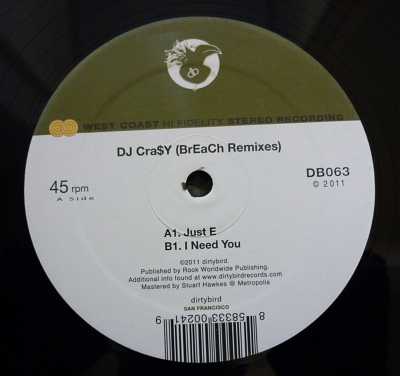 WEST COAST HI FIDELITY STEREO RECORDING
DJ Cra$Y (BrEaCh Remixes)
45 rpm
A Side
DB063
© 2011
A1. Just E
B1. I Need You
©2011 dirtybird.
Published by Rook Worldwide Publishing.
Additional info found at www.dirtybirdrecords.com
Mastered by Stuart Hawkes @ Metropolis
dirtybird
SAN FRANCISCO
8 58333 00241 9